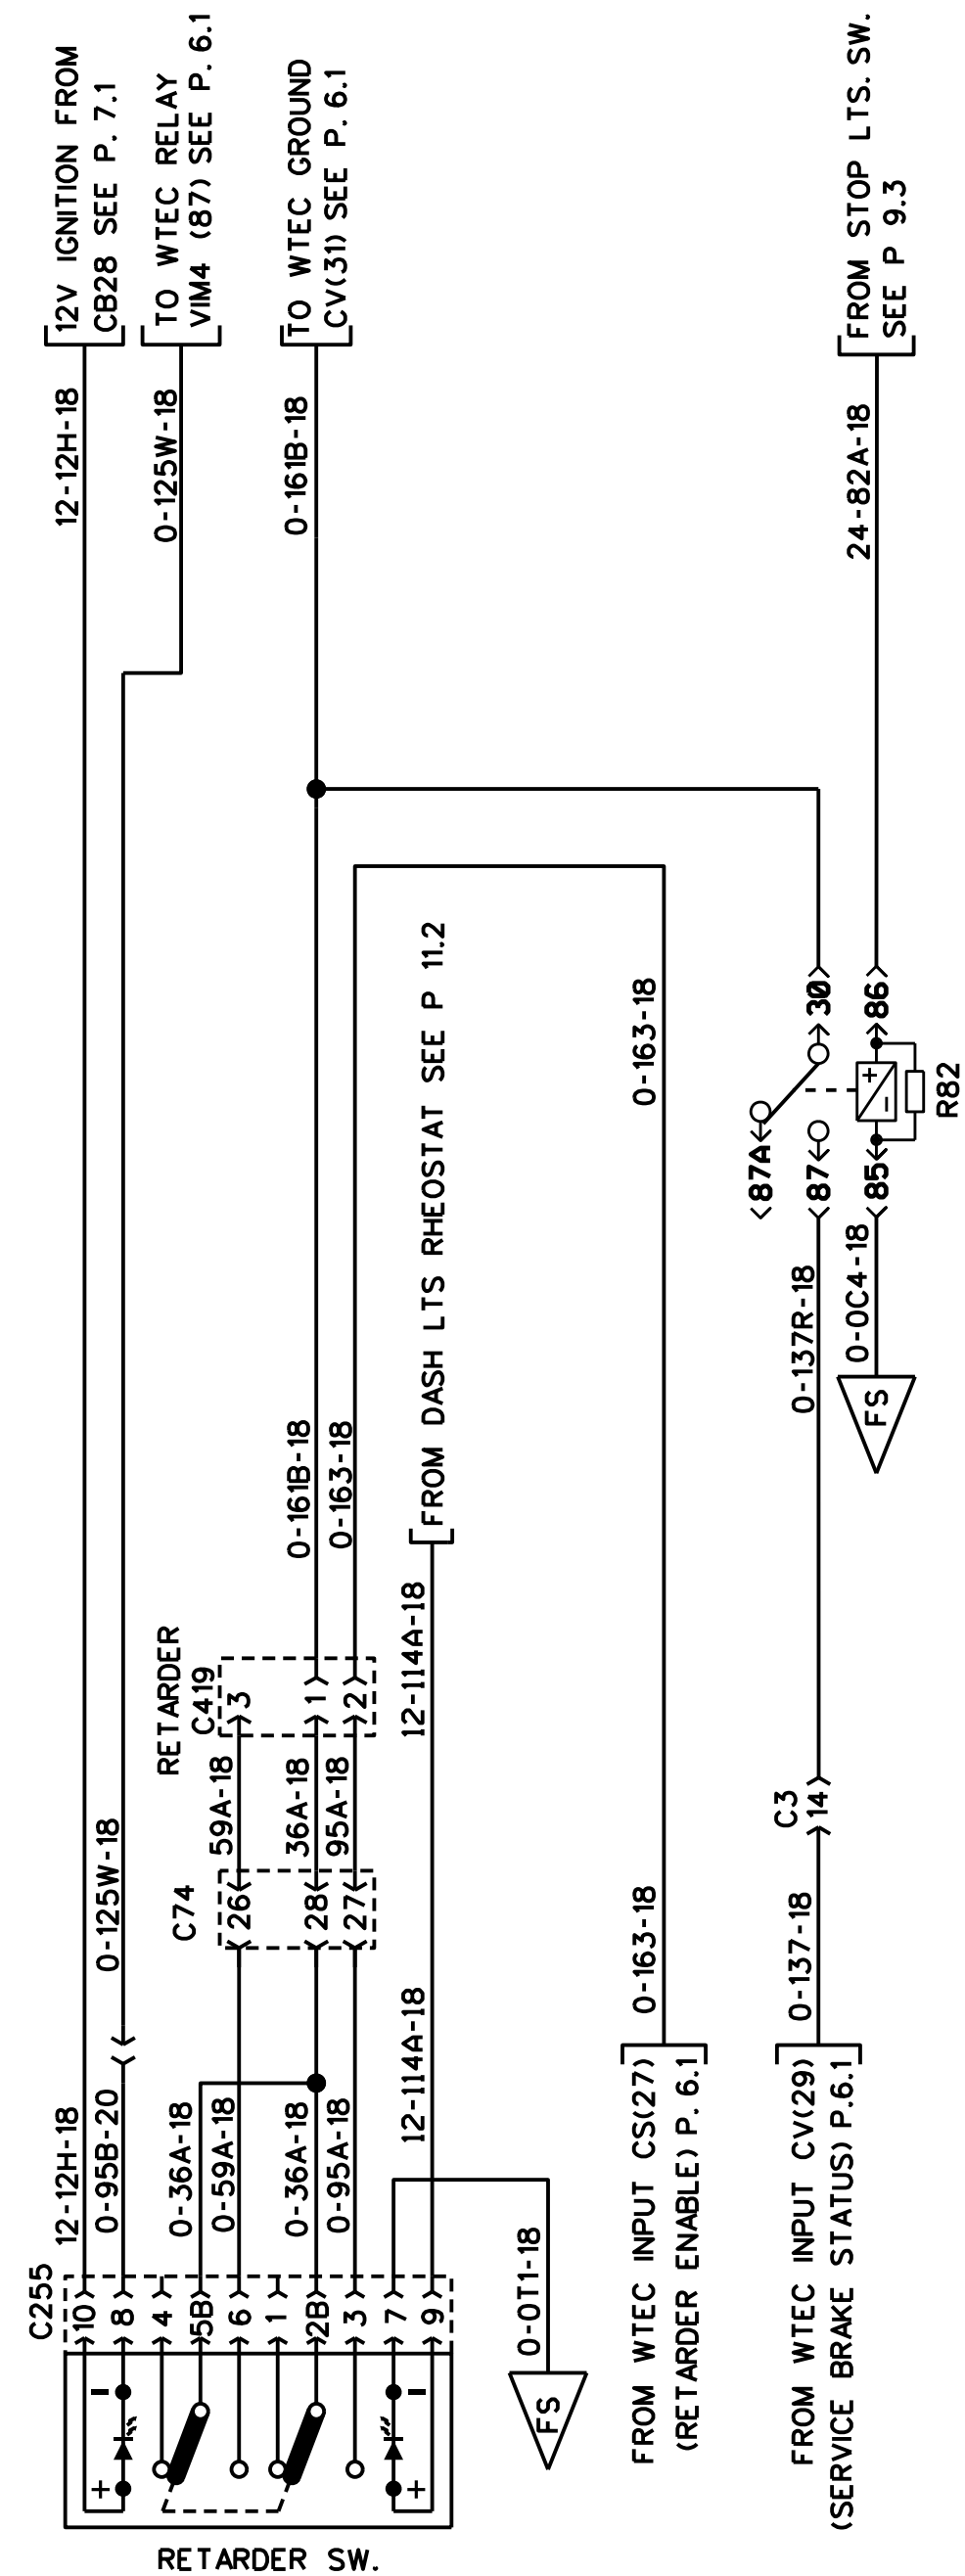 12V IGNITION FROM
CB28 SEE P. 7.1
TO WTEC RELAY
VIM4 (87) SEE P. 6.1
TO WTEC GROUND
CV(31) SEE P. 6.1
FROM STOP LTS. SW.
SEE P 9.3
12-12H-18
0-125W-18
0-161B-18
24-82A-18
FROM DASH LTS RHEOSTAT SEE P 11.2
0-163-18
30
86
R82
87A
87
85
0-137R-18
0-0C4-18
FS
0-161B-18
0-163-18
12-114A-18
RETARDER
C419
3
1
2
59A-18
36A-18
95A-18
C74
26
28
27
C3
14
0-125W-18
0-163-18
0-137-18
12-114A-18
12-12H-18
0-95B-20
0-36A-18
0-59A-18
0-36A-18
0-95A-18
0-0T1-18
FS
FROM WTEC INPUT CS(27)
(RETARDER ENABLE) P. 6.1
FROM WTEC INPUT CV(29)
(SERVICE BRAKE STATUS) P.6.1
C255
10
8
4
5B
6
1
2B
3
7
9
RETARDER SW.